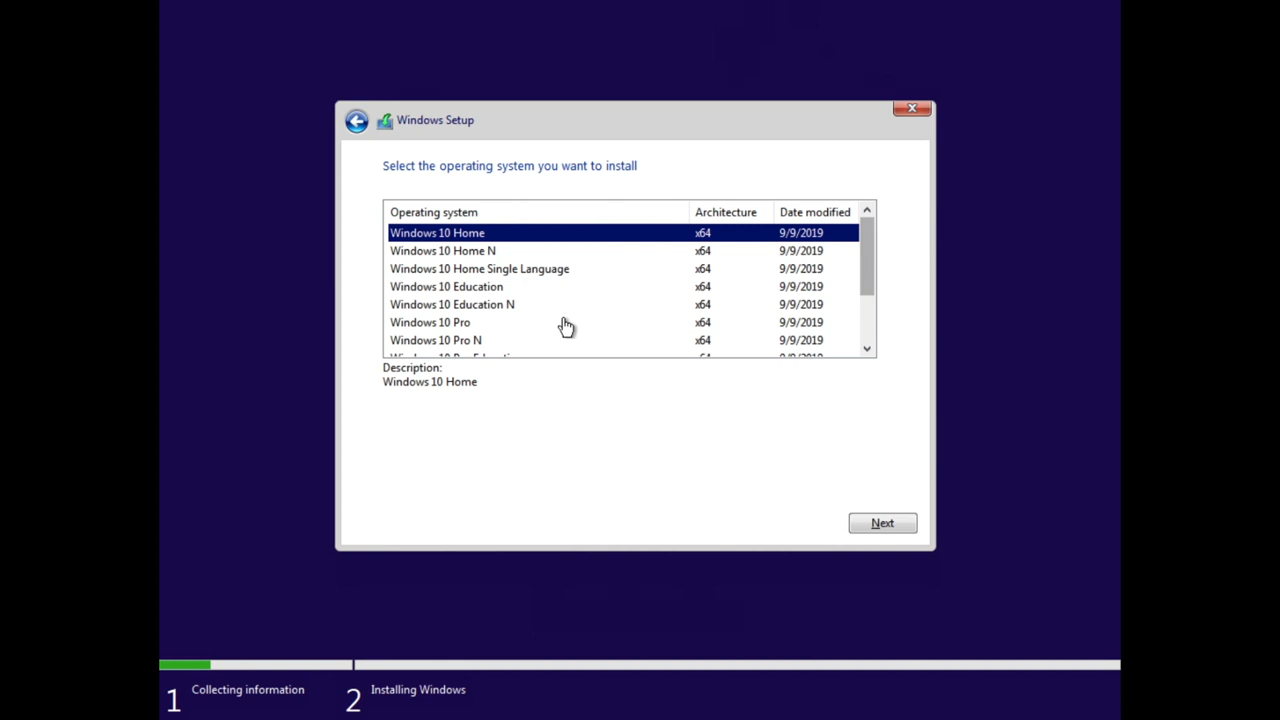 Windows Setup
Select the operating system you want to install
Operating system Architecture Date modified
Windows 10 Home x64 9/9/2019
Windows 10 Home N x64 9/9/2019
Windows 10 Home Single Language x64 9/9/2019
Windows 10 Education x64 9/9/2019
Windows 10 Education N x64 9/9/2019
Windows 10 Pro x64 9/9/2019
Windows 10 Pro N x64 9/9/2019
Description:
Windows 10 Home
Next
1 Collecting information 2 Installing Windows